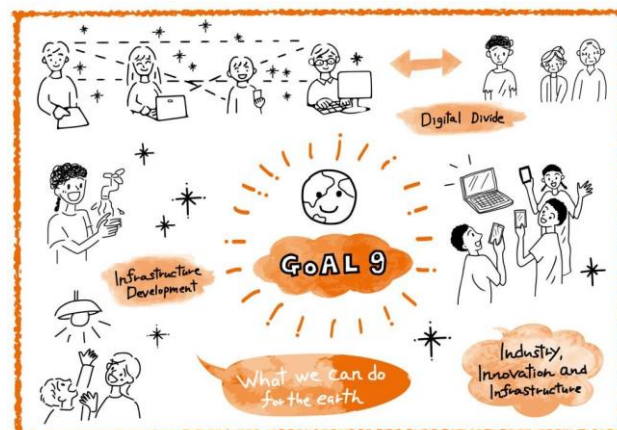 Digital Divide
GOAL 9
Infrastructure
Development
What we can do
for the earth
Industry,
Innovation and
Infrastructure